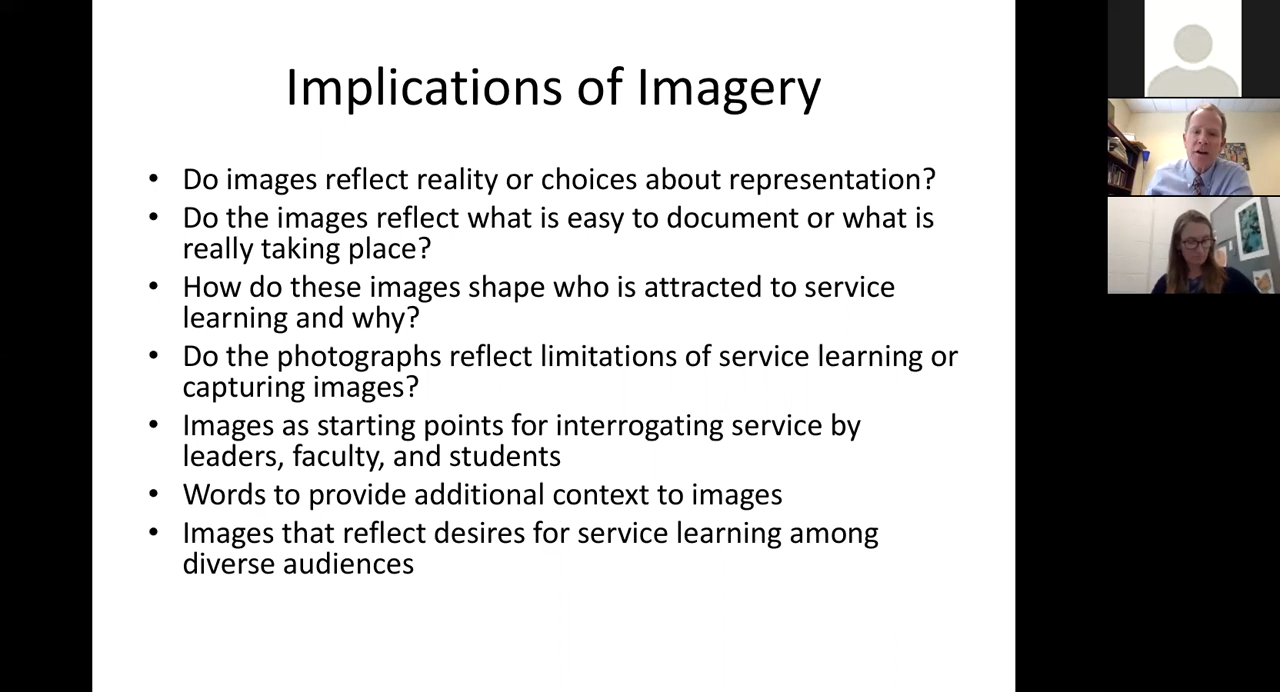 Implications of Imagery
• Do images reflect reality or choices about representation?
• Do the images reflect what is easy to document or what is
really taking place?
• How do these images shape who is attracted to service
learning and why?
• Do the photographs reflect limitations of service learning or
capturing images?
• Images as starting points for interrogating service by
leaders, faculty, and students
• Words to provide additional context to images
• Images that reflect desires for service learning among
diverse audiences